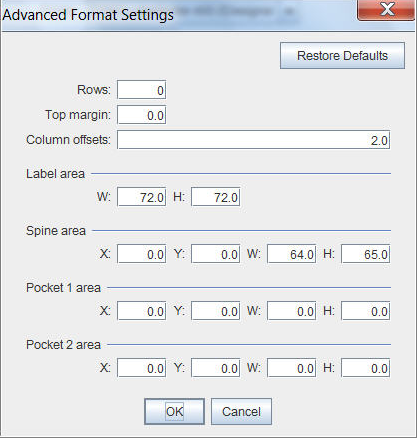 Advanced Format Settings
Restore Defaults
Rows: 0
Top margin: 0.0
Column offsets: 2.0
Label area
W: 72.0 H: 72.0
Spine area
X: 0.0 Y: 0.0 W: 64.0 H: 65.0
Pocket 1 area
X: 0.0 Y: 0.0 W: 0.0 H: 0.0
Pocket 2 area
X: 0.0 Y: 0.0 W: 0.0 H: 0.0
OK Cancel